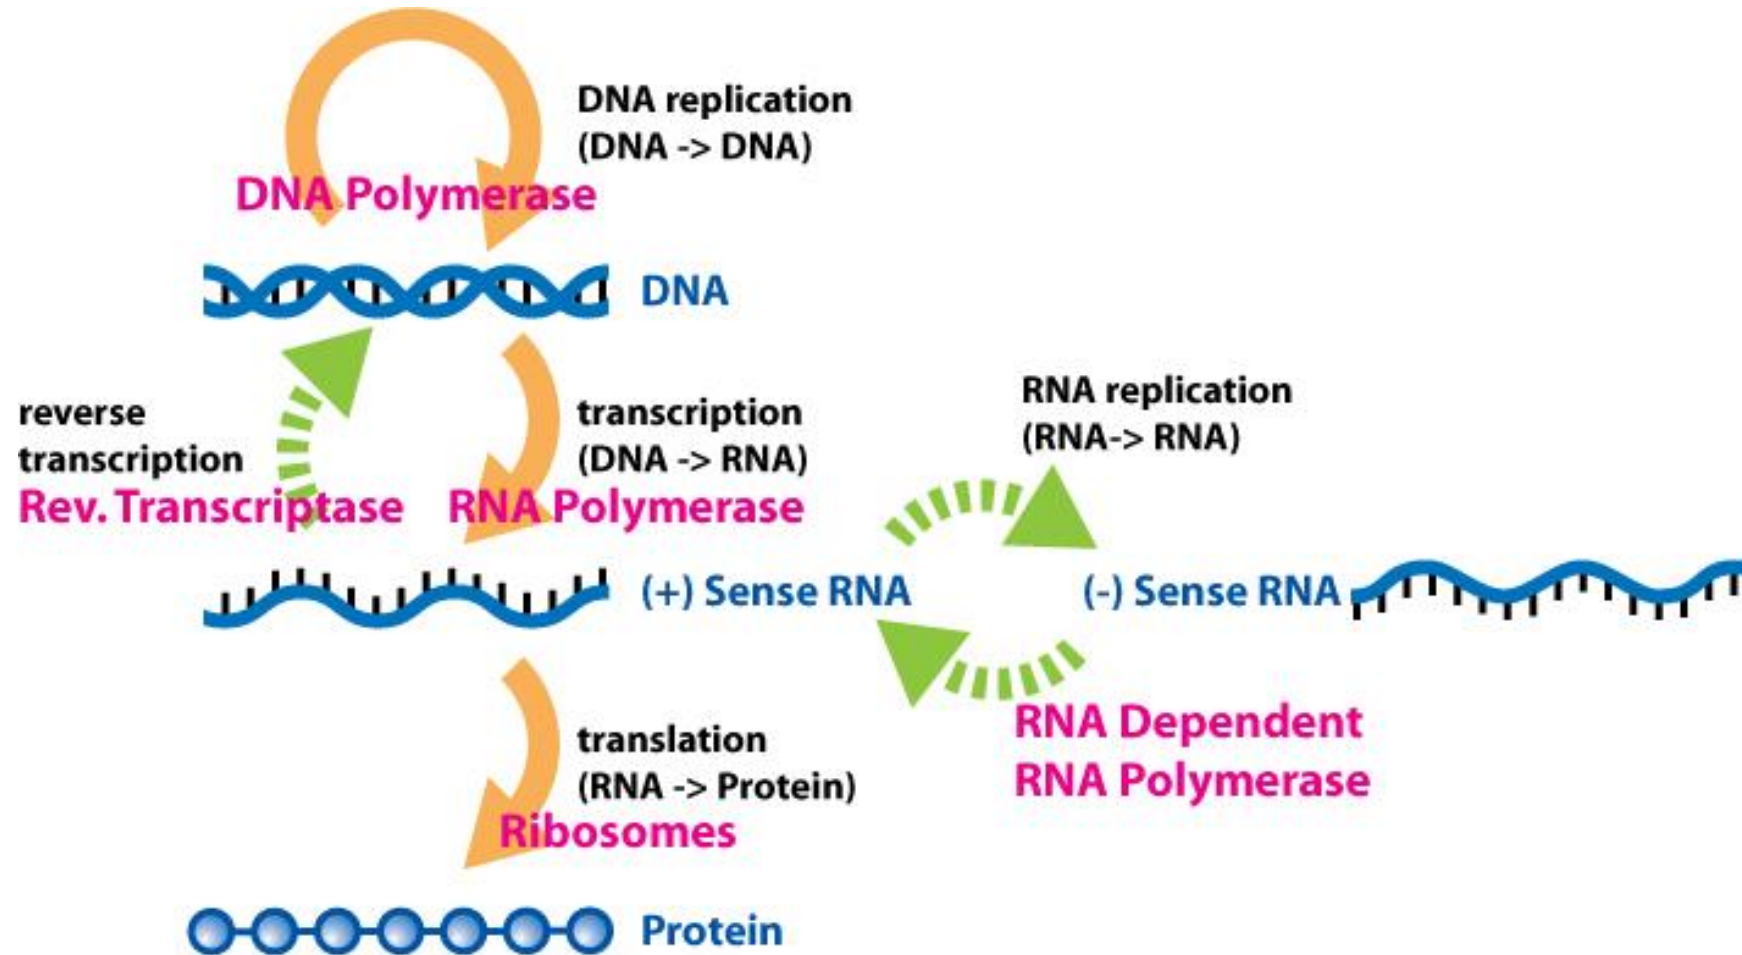 DNA replication
(DNA -> DNA)
DNA Polymerase
DNA
reverse
transcription
Rev. Transcriptase
transcription
(DNA -> RNA)
RNA Polymerase
RNA replication
(RNA-> RNA)
(+) Sense RNA
(-) Sense RNA
RNA Dependent
RNA Polymerase
translation
(RNA -> Protein)
Ribosomes
Protein